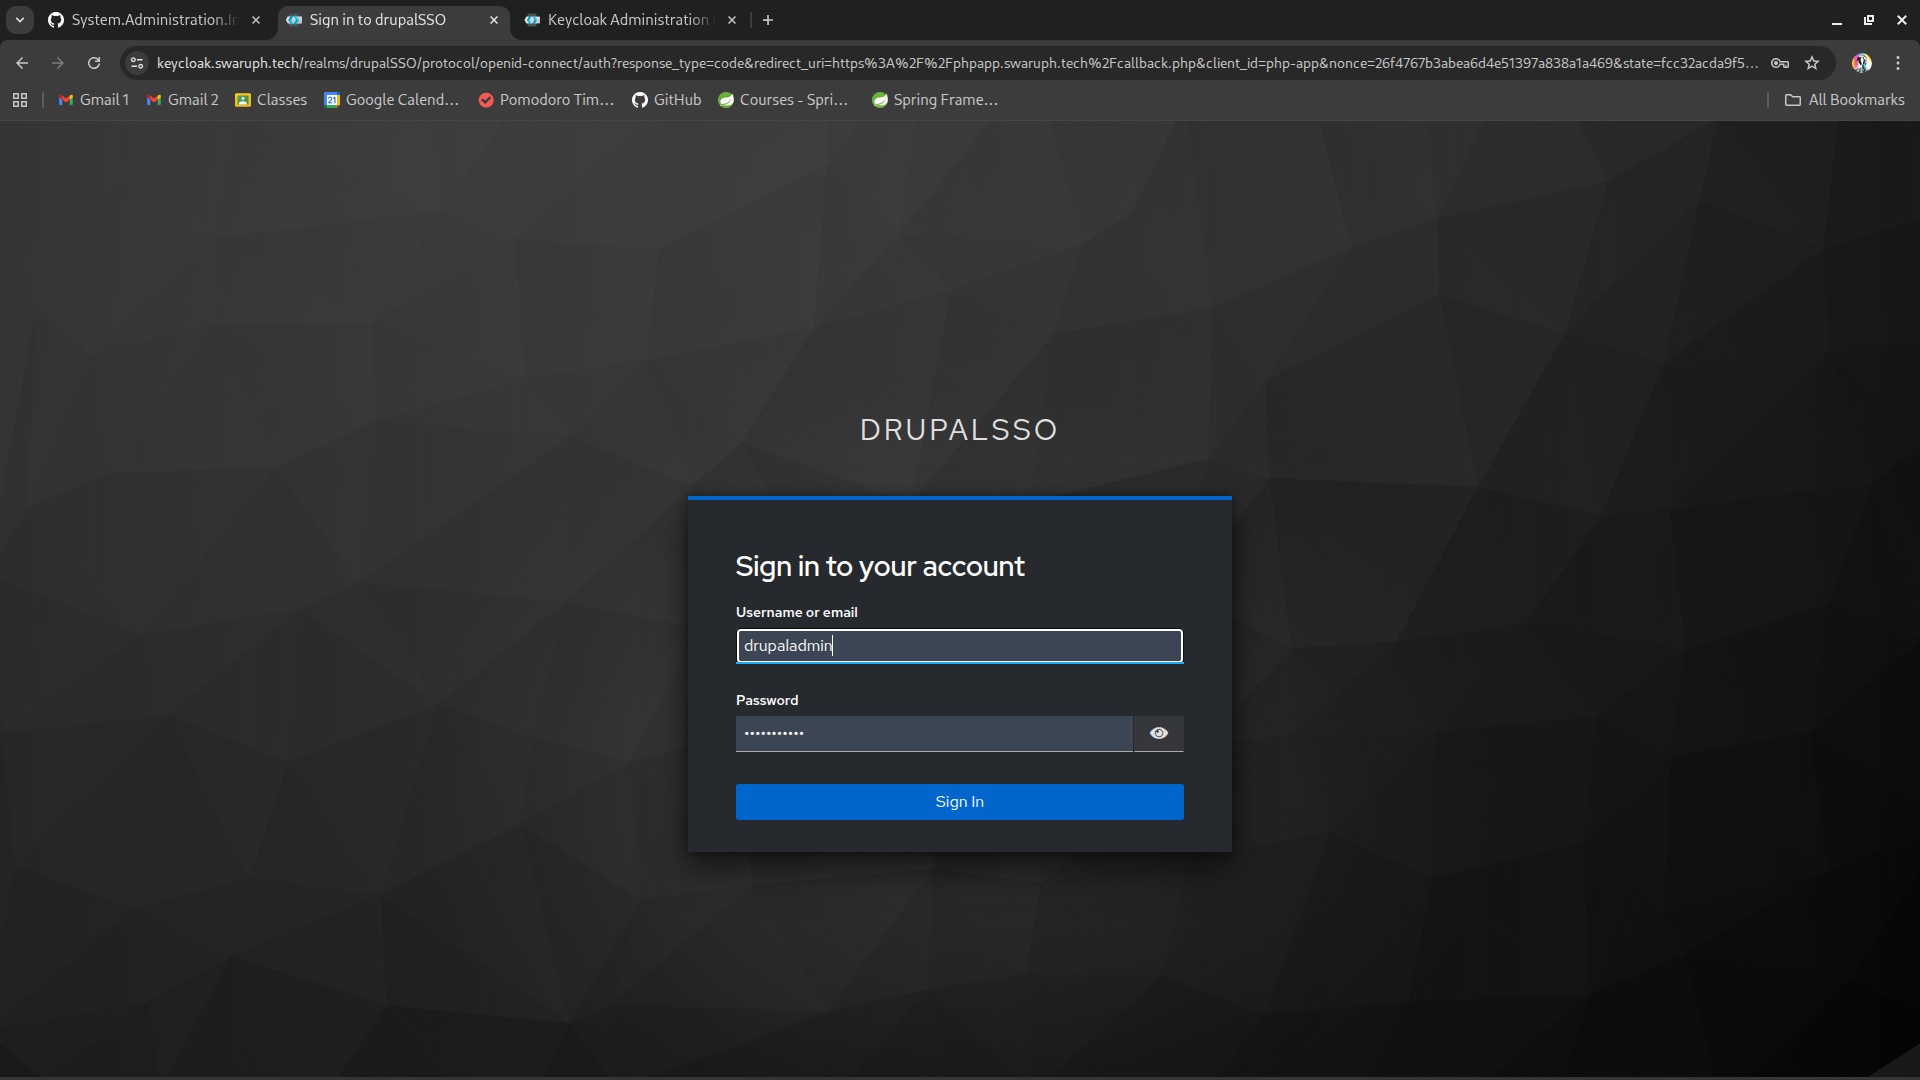 System.Administration.In
Sign in to drupalSSO
Keycloak Administration
keycloak.swaruph.tech/realms/drupalSSO/protocol/openid-connect/auth?response_type=code&redirect_uri=https%3A%2F%2Fphpapp.swaruph.tech%2Fcallback.php&client_id=php-app&nonce=26f4767b3abea6d4e51397a838a1a469&state=fcc32acda9f5...
Gmail 1
Gmail 2
Classes
Google Calend...
Pomodoro Tim...
GitHub
Courses - Spri...
Spring Frame...
All Bookmarks
DRUPALSSO
Sign in to your account
Username or email
drupaladmin
Password
•••••••••••
Sign In